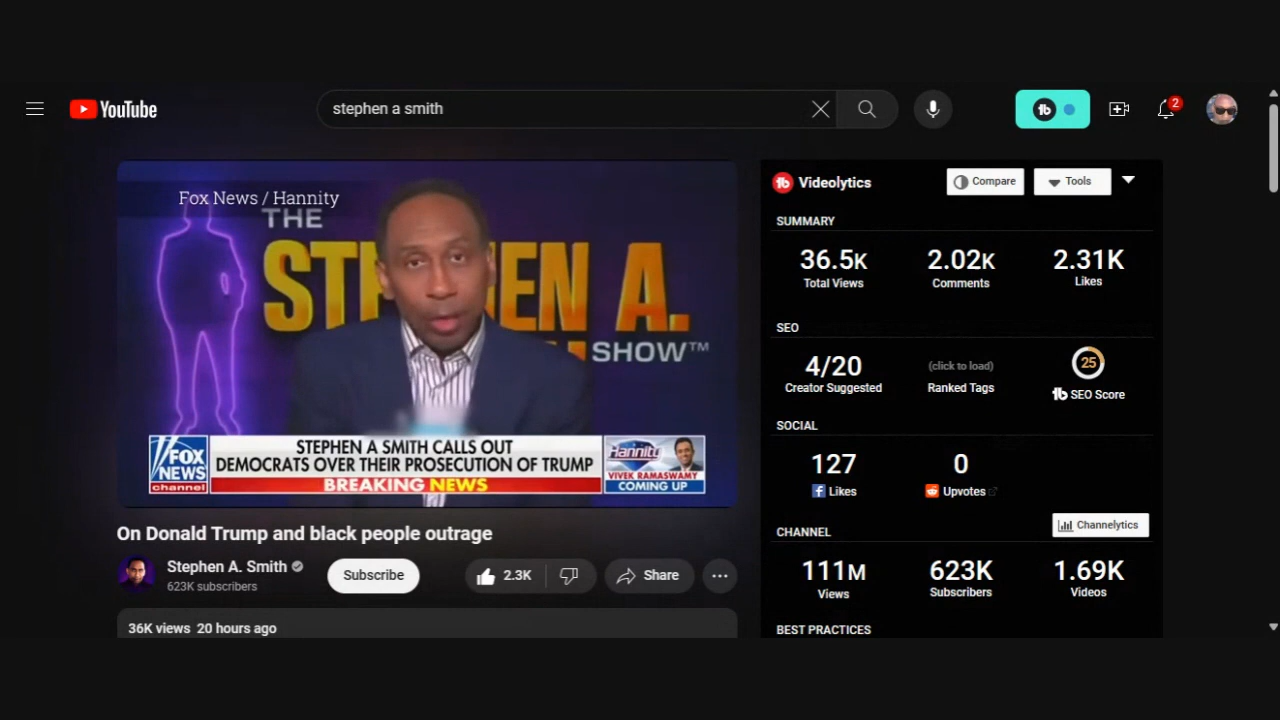 YouTube
stephen a smith
2
Fox News / Hannity
THE
STEPHEN A.
SHOW™
STEPHEN A SMITH CALLS OUT
DEMOCRATS OVER THEIR PROSECUTION OF TRUMP
BREAKING NEWS
FOX
NEWS
channel
Hannity
VIVEK RAMASWAMY
COMING UP
On Donald Trump and black people outrage
Stephen A. Smith
623K subscribers
Subscribe
2.3K
Share
36K views 20 hours ago
Videolytics
Compare
Tools
SUMMARY
36.5K 2.02K 2.31K
Total Views Comments Likes
SEO
4/20 (click to load) 25
Creator Suggested Ranked Tags SEO Score
SOCIAL
127 0
Likes Upvotes
CHANNEL
Channelytics
111M 623K 1.69K
Views Subscribers Videos
BEST PRACTICES